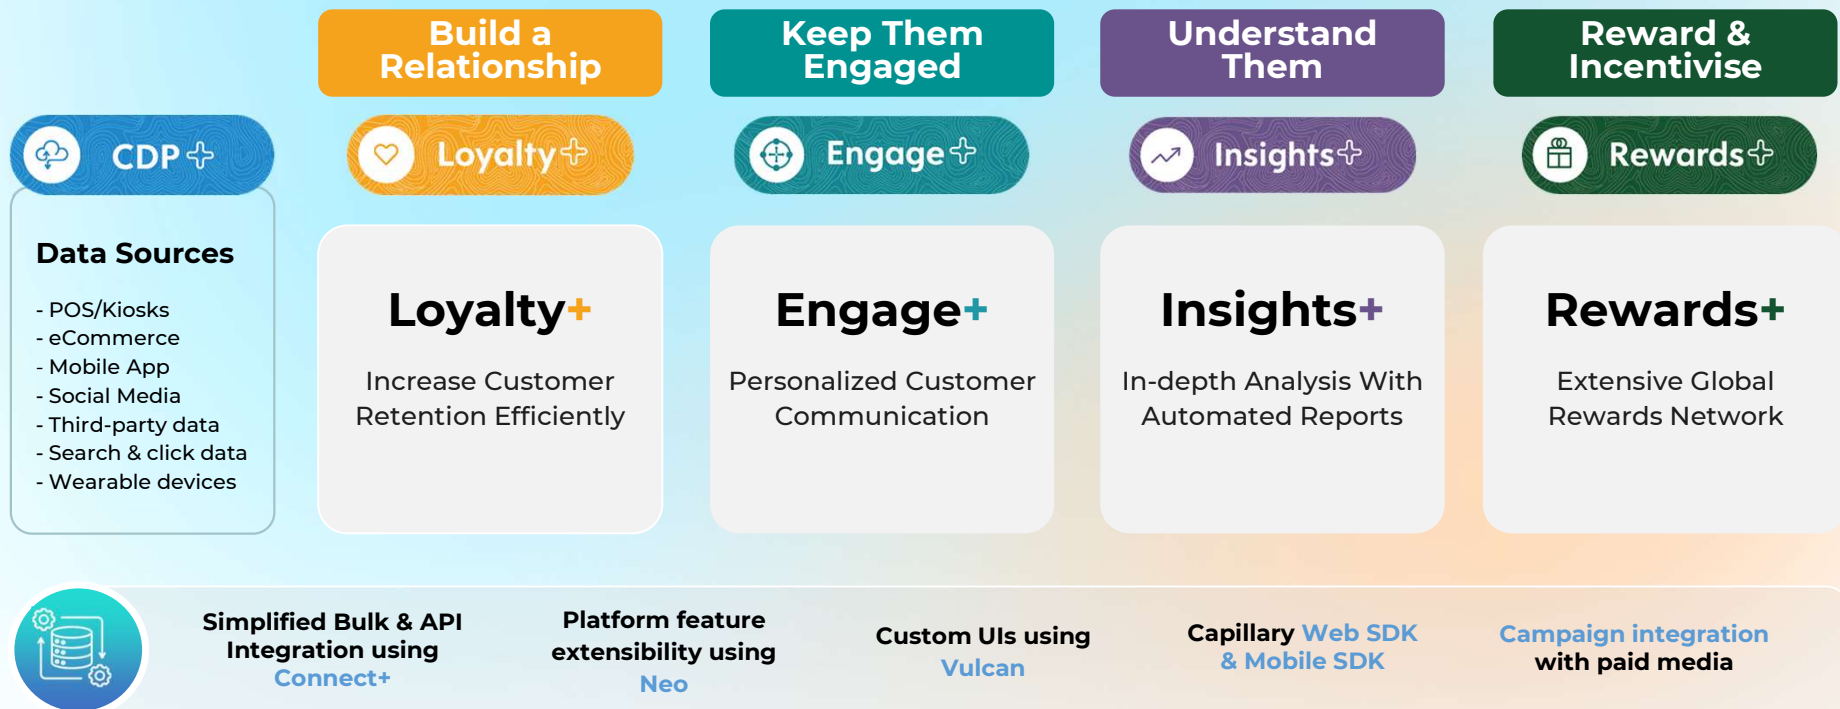 Build a
Relationship
Keep Them
Engaged
Understand
Them
Reward &
Incentivise
CDP+
Loyalty+
Engage+
Insights+
Rewards+
Data Sources
- POS/Kiosks
- eCommerce
- Mobile App
- Social Media
- Third-party data
- Search & click data
- Wearable devices
Loyalty+
Increase Customer
Retention Efficiently
Engage+
Personalized Customer
Communication
Insights+
In-depth Analysis With
Automated Reports
Rewards+
Extensive Global
Rewards Network
Simplified Bulk & API
Integration using
Connect+
Platform feature
extensibility using
Neo
Custom UIs using
Vulcan
Capillary Web SDK
& Mobile SDK
Campaign integration
with paid media